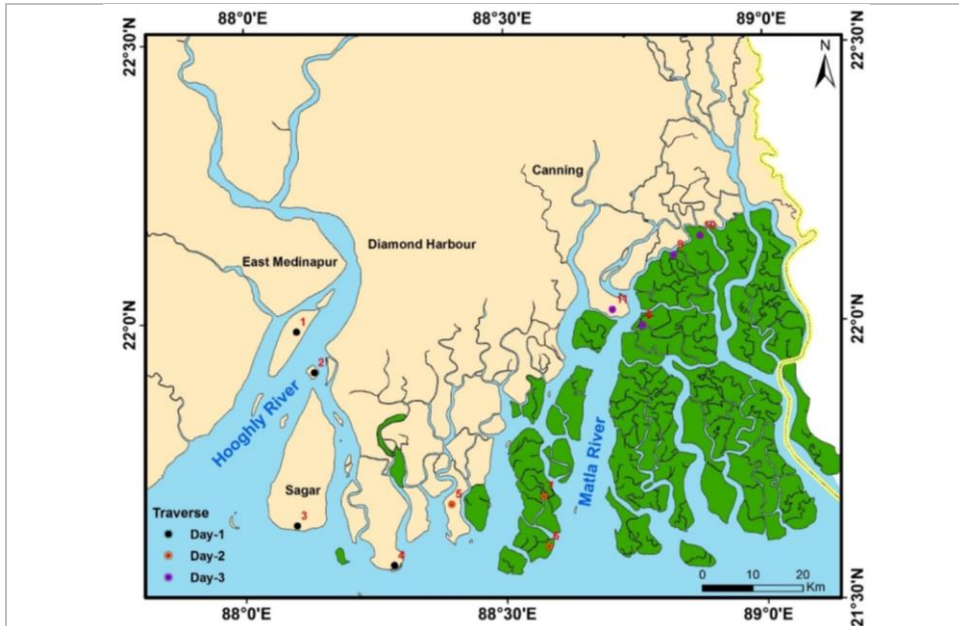 88°0'E 88°30'E 89°0'E
22°30'N 22°30'N
N
Canning
10
Diamond Harbour
9
East Medinapur
11
22°0'N 22°0'N
1
2
Hooghly River
Matla River
Sagar
5
7
Traverse
3
Day-1
6
4
Day-2
Day-3
0 10 20
Km
21°30'N
88°0'E 88°30'E 89°0'E